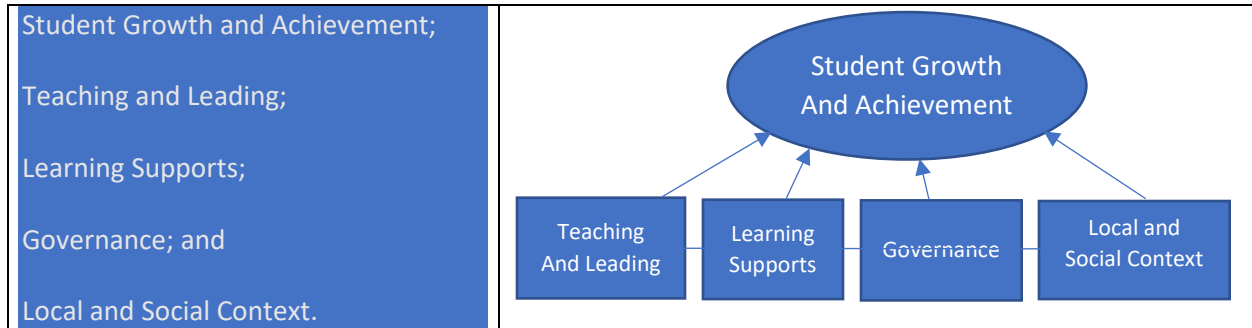 Student Growth and Achievement;
Teaching and Leading;
Learning Supports;
Governance; and
Local and Social Context.
Student Growth
And Achievement
Teaching
And Leading
Learning
Supports
Governance
Local and
Social Context